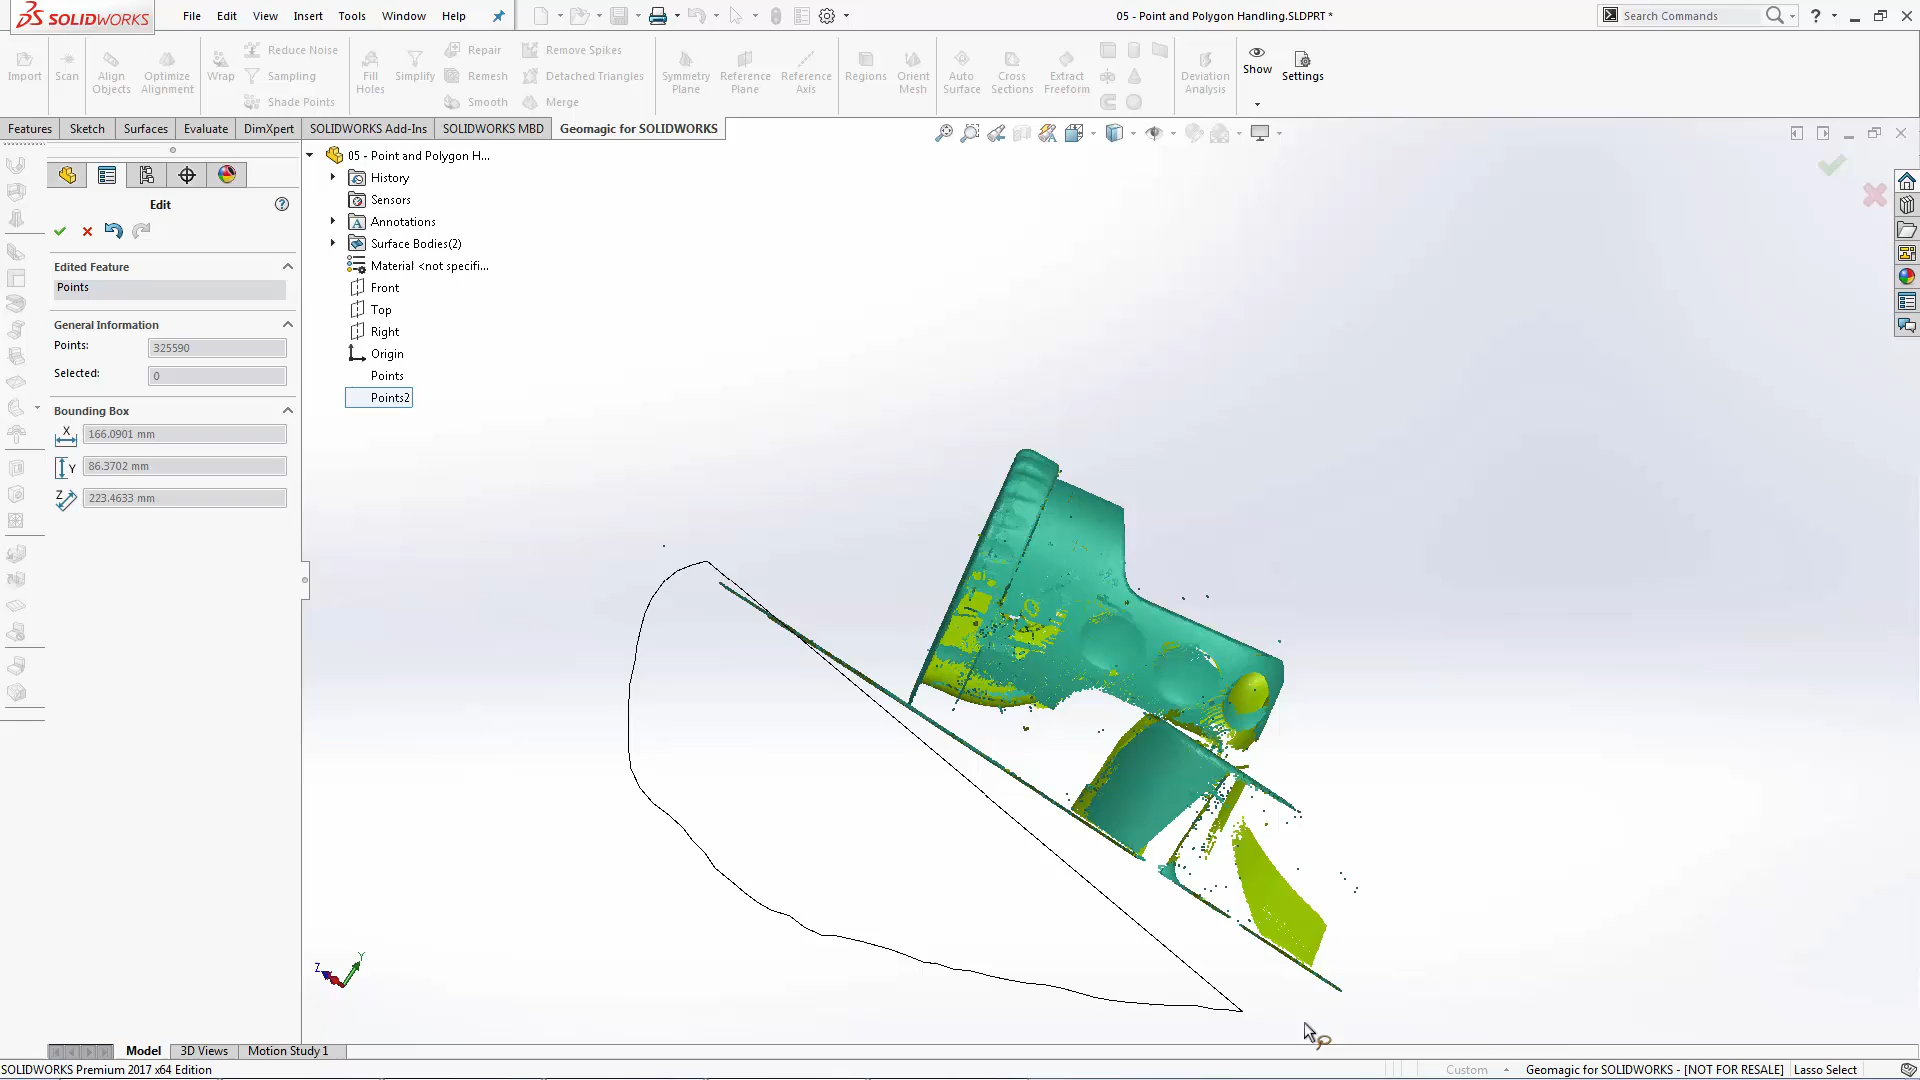 SOLIDWORKS
File Edit View Insert Tools Window Help
05 - Point and Polygon Handling.SLDPRT *
Search Commands
Import
Scan
Align Objects
Optimize Alignment
Wrap
Reduce Noise
Sampling
Shade Points
Fill Holes
Simplify
Repair
Remesh
Smooth
Remove Spikes
Detached Triangles
Merge
Symmetry Plane
Reference Plane
Reference Axis
Regions
Orient Mesh
Auto Surface
Cross Sections
Extract Freeform
Deviation Analysis
Show
Settings
Features Sketch Surfaces Evaluate DimXpert SOLIDWORKS Add-Ins SOLIDWORKS MBD Geomagic for SOLIDWORKS
Edit
Edited Feature
Points
General Information
Points: 325590
Selected: 0
Bounding Box
X 166.0901 mm
Y 86.3702 mm
Z 223.4633 mm
05 - Point and Polygon H...
History
Sensors
A Annotations
Surface Bodies(2)
Material <not specifi...
Front
Top
Right
Origin
Points
Points2
Z Y
Model 3D Views Motion Study 1
SOLIDWORKS Premium 2017 x64 Edition
Custom
Geomagic for SOLIDWORKS - [NOT FOR RESALE]
Lasso Select